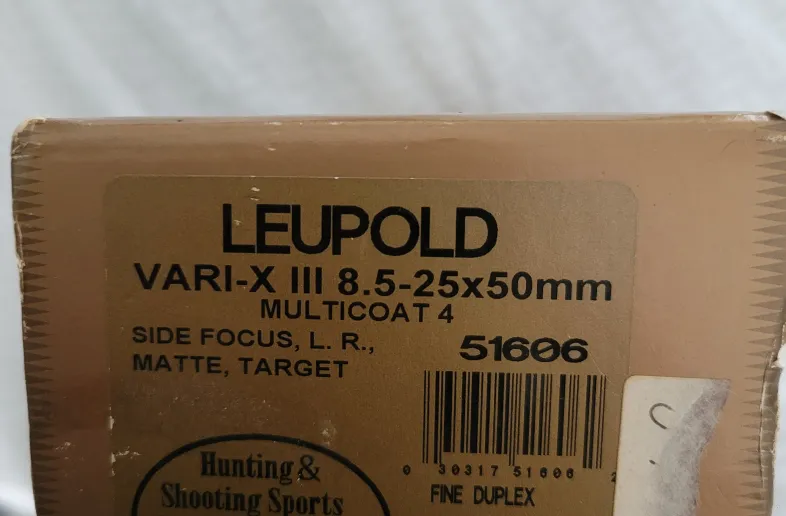 LEUPOLD
VARI-X III 8.5-25x50mm
MULTICOAT 4
SIDE FOCUS, L. R.,
MATTE, TARGET
51606
0 30317 51606 2
FINE DUPLEX
Hunting &
Shooting Sports